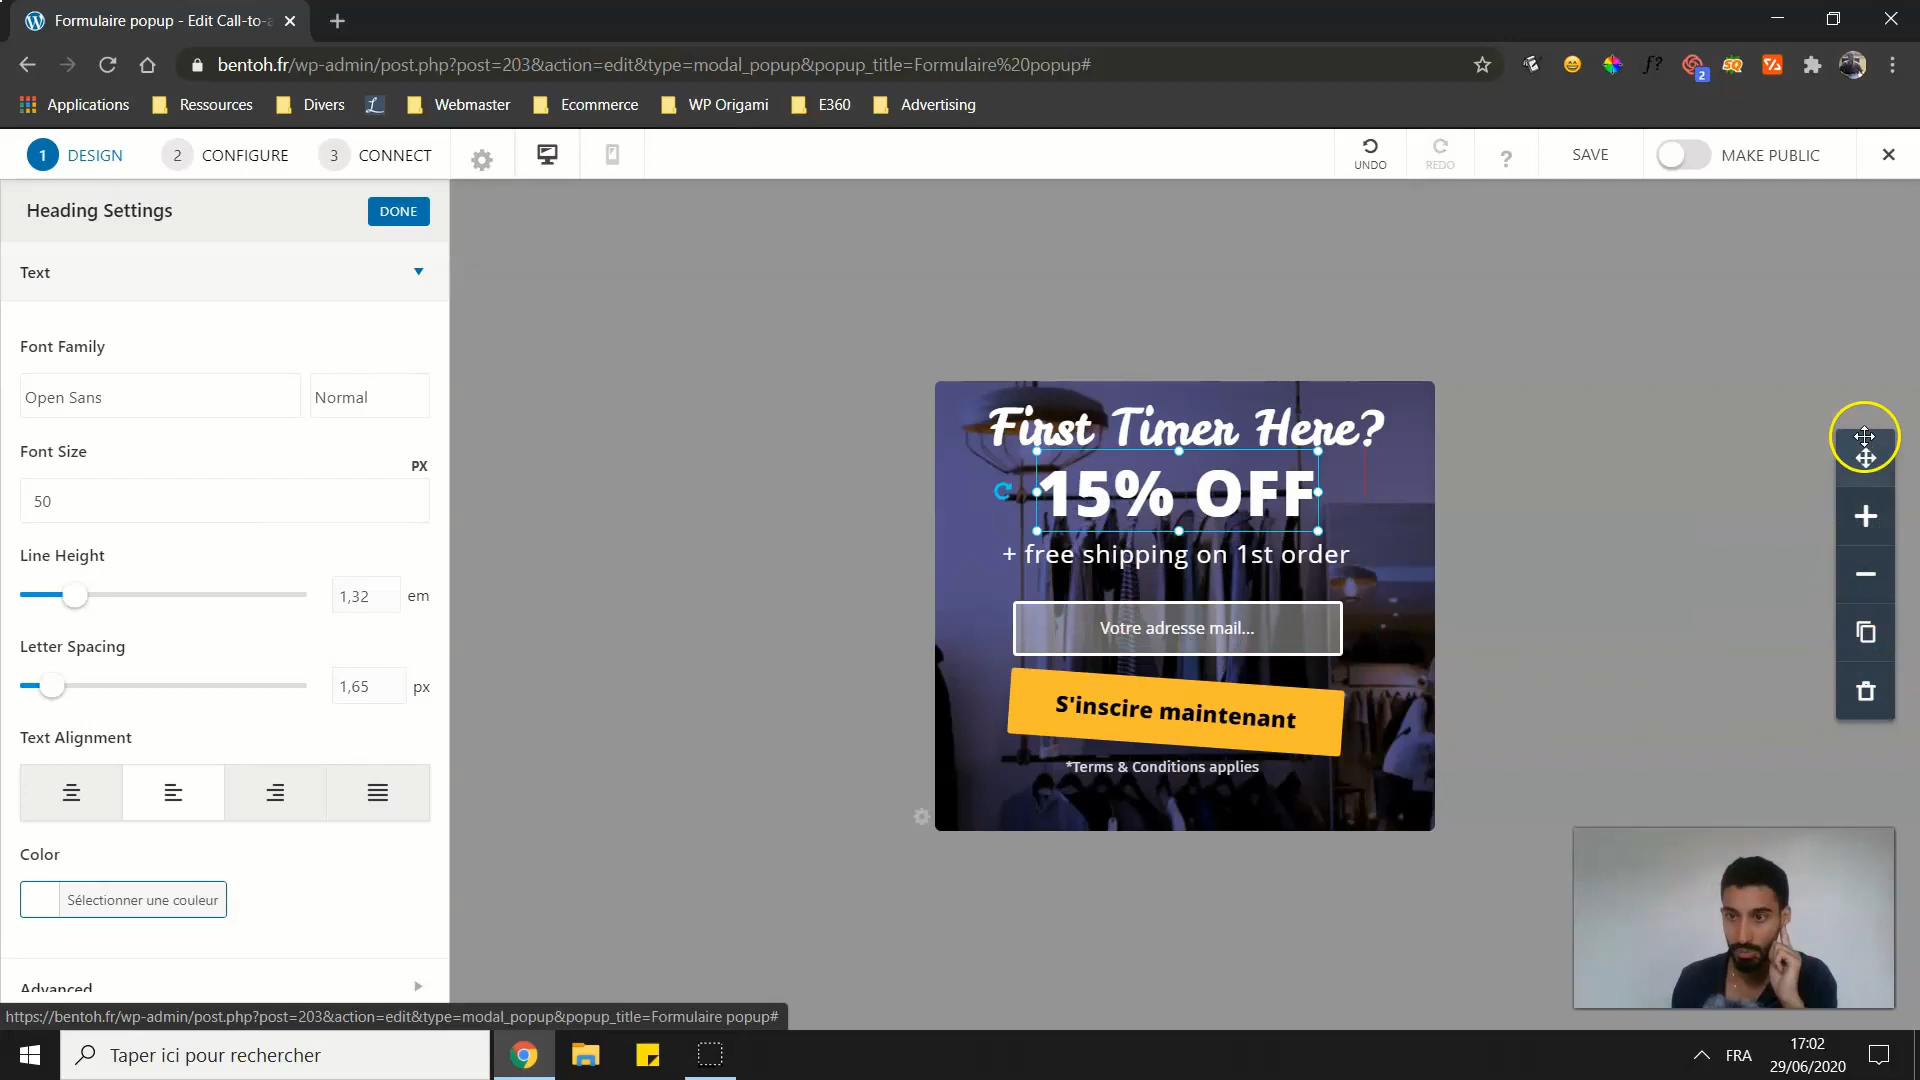 Formulaire popup - Edit Call-to-a
bentoh.fr/wp-admin/post.php?post=203&action=edit&type=modal_popup&popup_title=Formulaire%20popup#
f?
2
Applications
Ressources
Divers
L
Webmaster
Ecommerce
WP Origami
E360
Advertising
1 DESIGN
2 CONFIGURE
3 CONNECT
UNDO
REDO
?
SAVE
MAKE PUBLIC
Heading Settings
DONE
Text
Font Family
Open Sans
Normal
Font Size
PX
50
Line Height
1,32 em
Letter Spacing
1,65 px
Text Alignment
Color
Sélectionner une couleur
Advanced
First Timer Here?
15% OFF
+ free shipping on 1st order
Votre adresse mail...
S'inscire maintenant
*Terms & Conditions applies
https://bentoh.fr/wp-admin/post.php?post=203&action=edit&type=modal_popup&popup_title=Formulaire popup#
Taper ici pour rechercher
FRA
17:02
29/06/2020